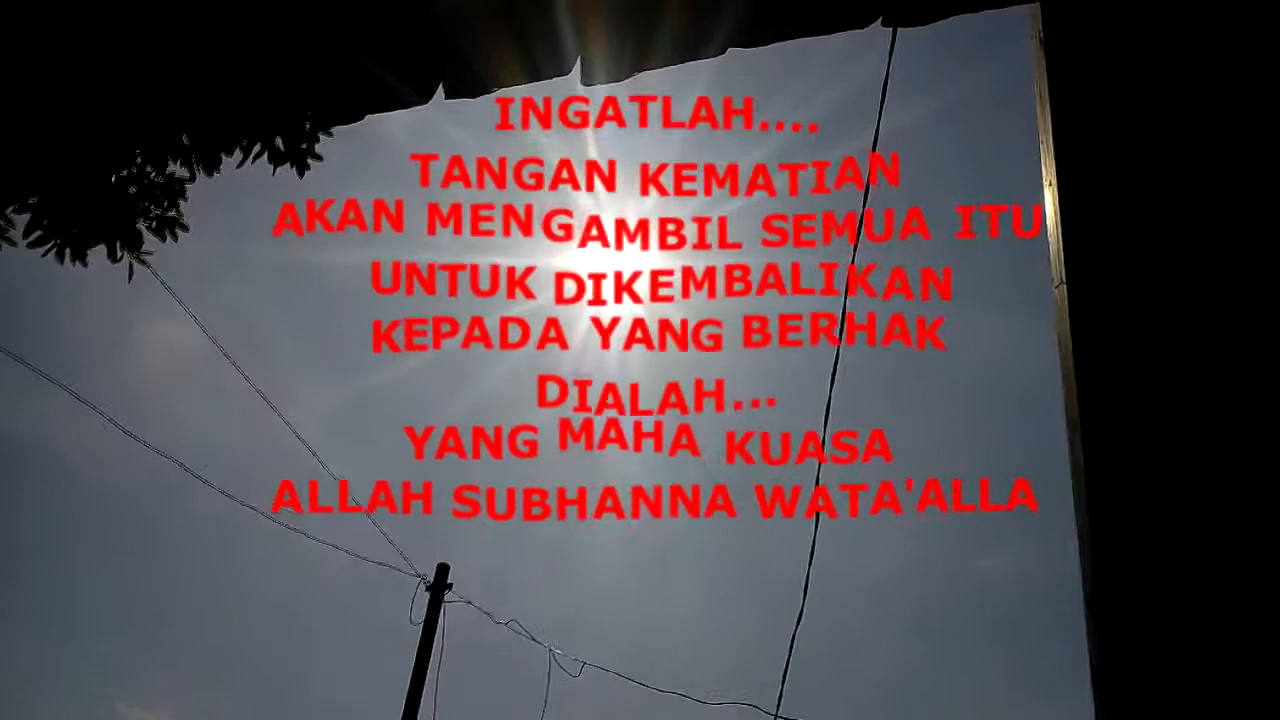 INGATLAH....
TANGAN KEMATIAN
AKAN MENGAMBIL SEMUA ITU
UNTUK DIKEMBALIKAN
KEPADA YANG BERHAK
DIALAH...
YANG MAHA KUASA
ALLAH SUBHANNA WATA'ALLA